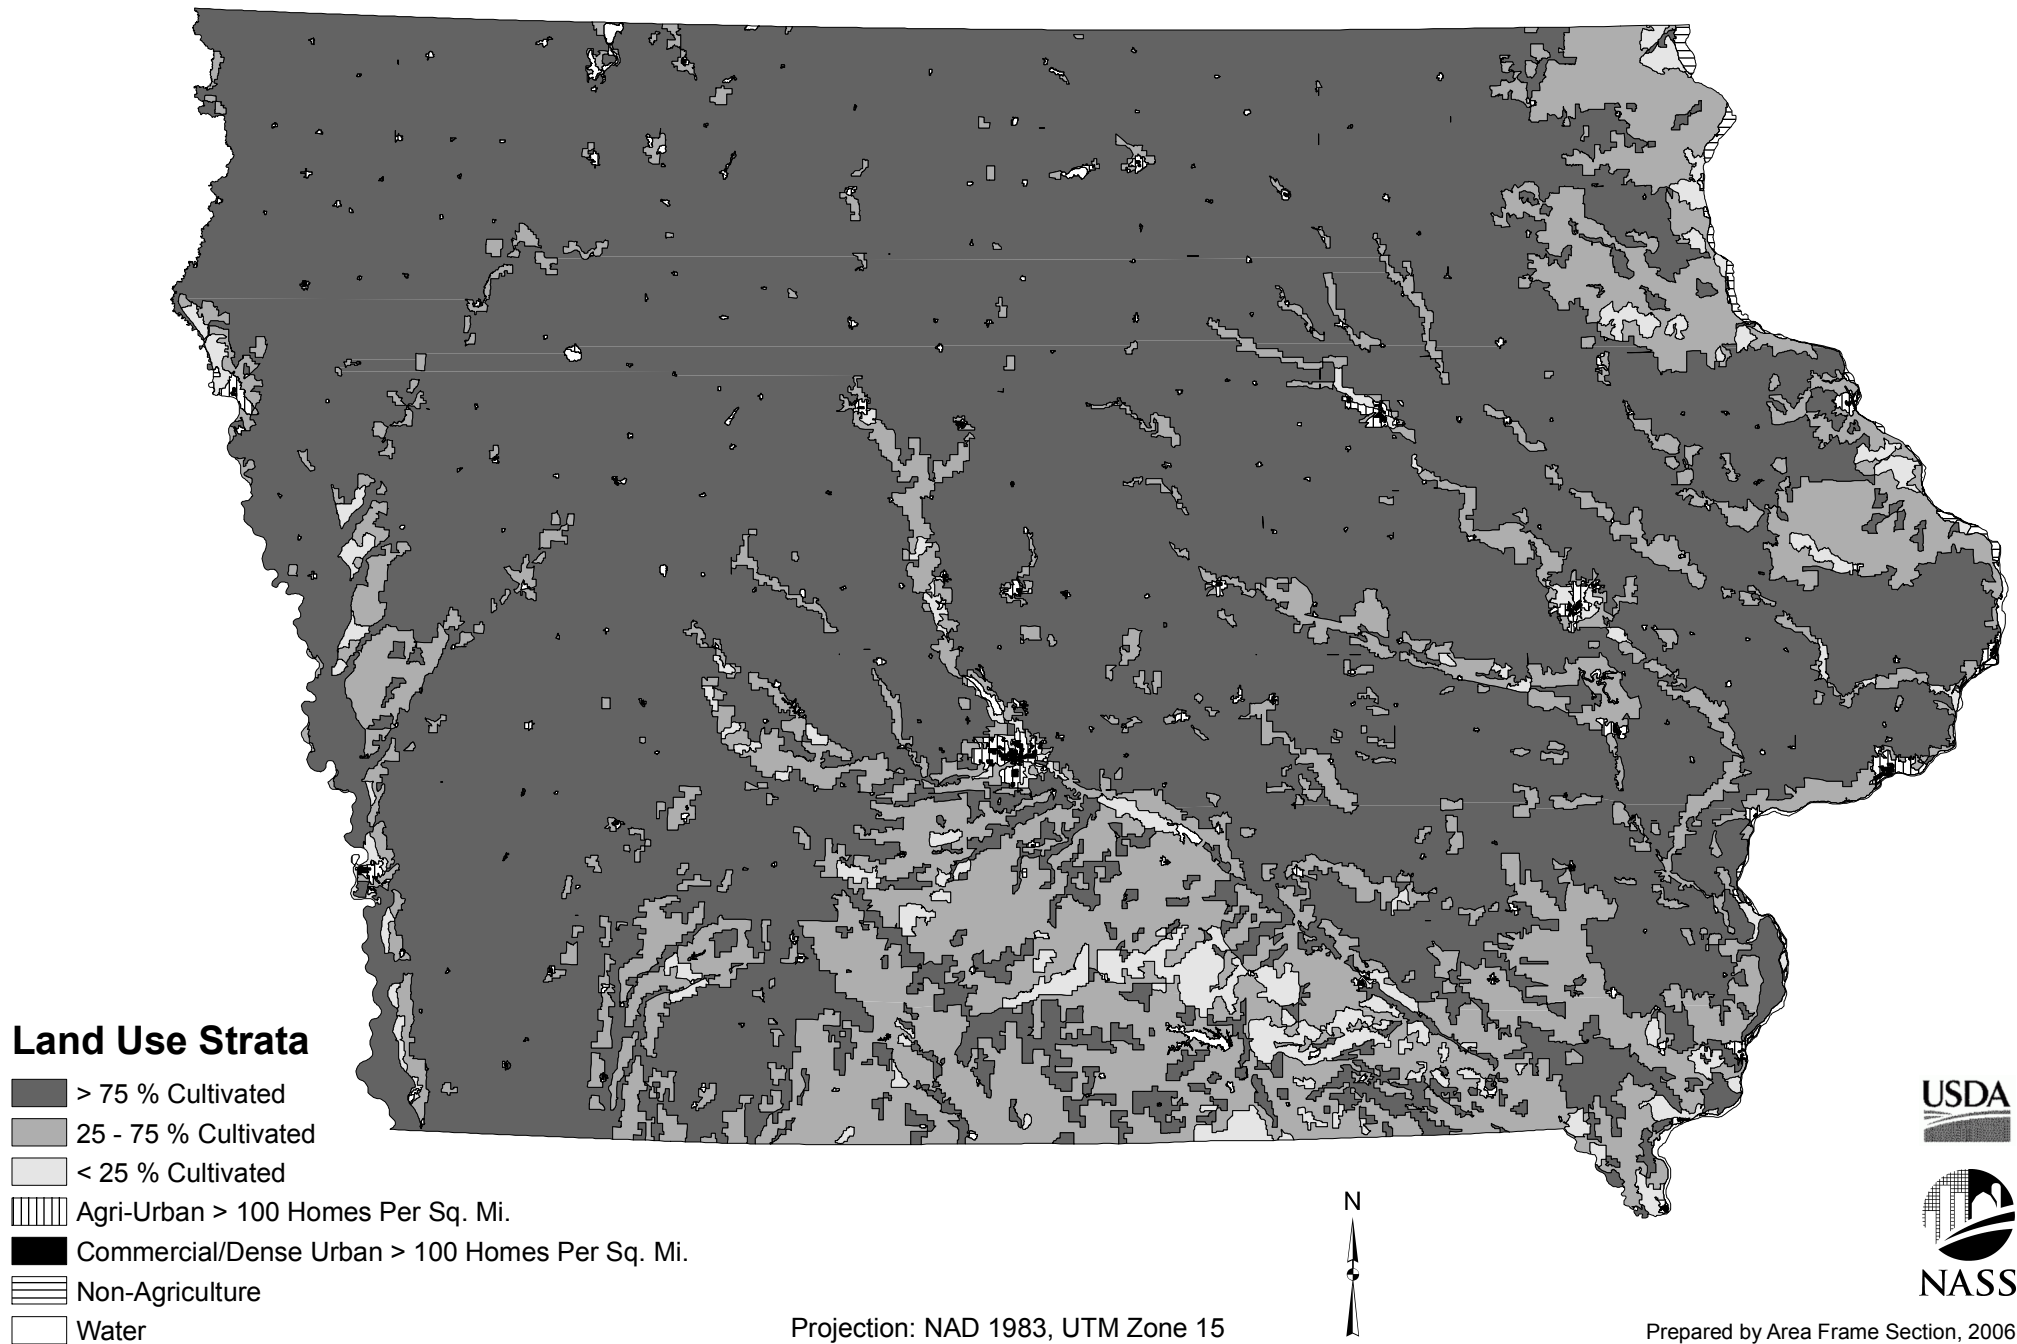 Land Use Strata
> 75 % Cultivated
25 - 75 % Cultivated
< 25 % Cultivated
Agri-Urban > 100 Homes Per Sq. Mi.
Commercial/Dense Urban > 100 Homes Per Sq. Mi.
Non-Agriculture
Water
N
Projection: NAD 1983, UTM Zone 15
USDA
NASS
Prepared by Area Frame Section, 2006